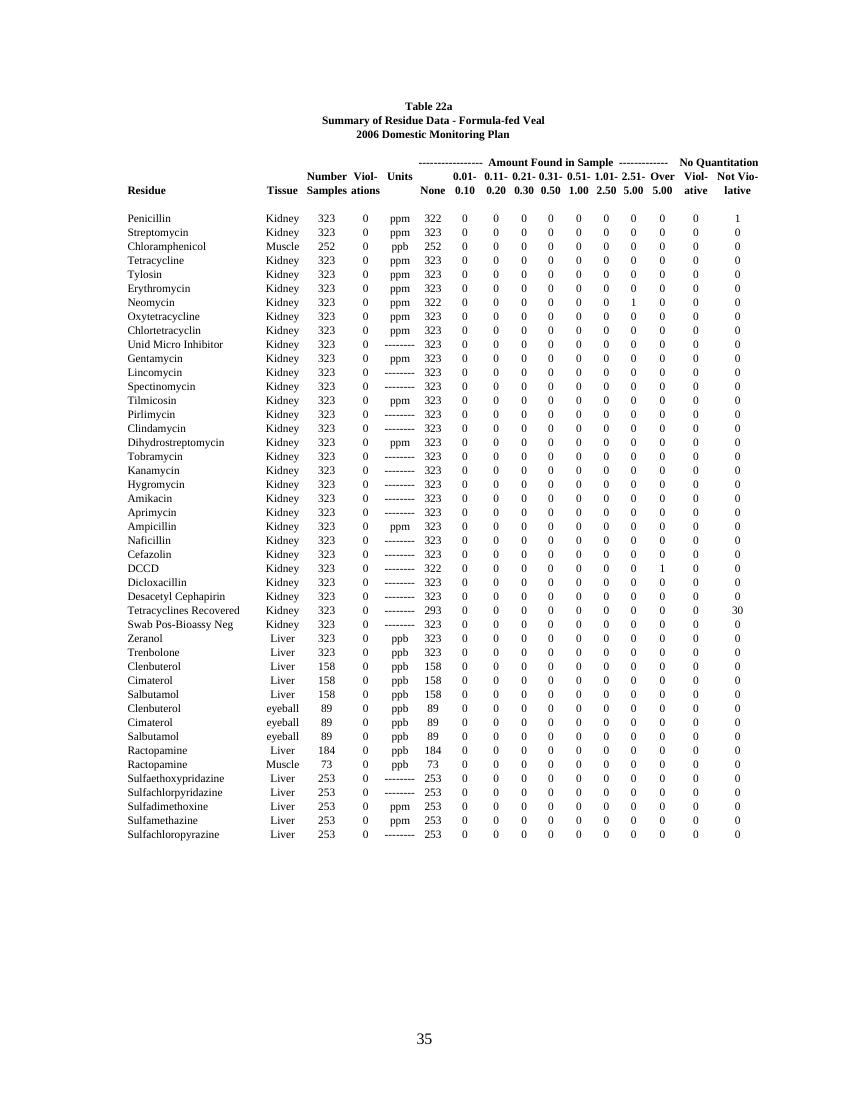 Table 22a
Summary of Residue Data - Formula-fed Veal
2006 Domestic Monitoring Plan
----------------- Amount Found in Sample ------------- No Quantitation
Number Viol- Units 0.01- 0.11- 0.21- 0.31- 0.51- 1.01- 2.51- Over Viol- Not Vio-
Residue Tissue Samples ations None 0.10 0.20 0.30 0.50 1.00 2.50 5.00 5.00 ative lative
Penicillin Kidney 323 0 ppm 322 0 0 0 0 0 0 0 0 0 1
Streptomycin Kidney 323 0 ppm 323 0 0 0 0 0 0 0 0 0 0
Chloramphenicol Muscle 252 0 ppb 252 0 0 0 0 0 0 0 0 0 0
Tetracycline Kidney 323 0 ppm 323 0 0 0 0 0 0 0 0 0 0
Tylosin Kidney 323 0 ppm 323 0 0 0 0 0 0 0 0 0 0
Erythromycin Kidney 323 0 ppm 323 0 0 0 0 0 0 0 0 0 0
Neomycin Kidney 323 0 ppm 322 0 0 0 0 0 0 1 0 0 0
Oxytetracycline Kidney 323 0 ppm 323 0 0 0 0 0 0 0 0 0 0
Chlortetracyclin Kidney 323 0 ppm 323 0 0 0 0 0 0 0 0 0 0
Unid Micro Inhibitor Kidney 323 0 -------- 323 0 0 0 0 0 0 0 0 0 0
Gentamycin Kidney 323 0 ppm 323 0 0 0 0 0 0 0 0 0 0
Lincomycin Kidney 323 0 -------- 323 0 0 0 0 0 0 0 0 0 0
Spectinomycin Kidney 323 0 -------- 323 0 0 0 0 0 0 0 0 0 0
Tilmicosin Kidney 323 0 ppm 323 0 0 0 0 0 0 0 0 0 0
Pirlimycin Kidney 323 0 -------- 323 0 0 0 0 0 0 0 0 0 0
Clindamycin Kidney 323 0 -------- 323 0 0 0 0 0 0 0 0 0 0
Dihydrostreptomycin Kidney 323 0 ppm 323 0 0 0 0 0 0 0 0 0 0
Tobramycin Kidney 323 0 -------- 323 0 0 0 0 0 0 0 0 0 0
Kanamycin Kidney 323 0 -------- 323 0 0 0 0 0 0 0 0 0 0
Hygromycin Kidney 323 0 -------- 323 0 0 0 0 0 0 0 0 0 0
Amikacin Kidney 323 0 -------- 323 0 0 0 0 0 0 0 0 0 0
Aprimycin Kidney 323 0 -------- 323 0 0 0 0 0 0 0 0 0 0
Ampicillin Kidney 323 0 ppm 323 0 0 0 0 0 0 0 0 0 0
Naficillin Kidney 323 0 -------- 323 0 0 0 0 0 0 0 0 0 0
Cefazolin Kidney 323 0 -------- 323 0 0 0 0 0 0 0 0 0 0
DCCD Kidney 323 0 -------- 322 0 0 0 0 0 0 0 1 0 0
Dicloxacillin Kidney 323 0 -------- 323 0 0 0 0 0 0 0 0 0 0
Desacetyl Cephapirin Kidney 323 0 -------- 323 0 0 0 0 0 0 0 0 0 0
Tetracyclines Recovered Kidney 323 0 -------- 293 0 0 0 0 0 0 0 0 0 30
Swab Pos-Bioassy Neg Kidney 323 0 -------- 323 0 0 0 0 0 0 0 0 0 0
Zeranol Liver 323 0 ppb 323 0 0 0 0 0 0 0 0 0 0
Trenbolone Liver 323 0 ppb 323 0 0 0 0 0 0 0 0 0 0
Clenbuterol Liver 158 0 ppb 158 0 0 0 0 0 0 0 0 0 0
Cimaterol Liver 158 0 ppb 158 0 0 0 0 0 0 0 0 0 0
Salbutamol Liver 158 0 ppb 158 0 0 0 0 0 0 0 0 0 0
Clenbuterol eyeball 89 0 ppb 89 0 0 0 0 0 0 0 0 0 0
Cimaterol eyeball 89 0 ppb 89 0 0 0 0 0 0 0 0 0 0
Salbutamol eyeball 89 0 ppb 89 0 0 0 0 0 0 0 0 0 0
Ractopamine Liver 184 0 ppb 184 0 0 0 0 0 0 0 0 0 0
Ractopamine Muscle 73 0 ppb 73 0 0 0 0 0 0 0 0 0 0
Sulfaethoxypridazine Liver 253 0 -------- 253 0 0 0 0 0 0 0 0 0 0
Sulfachlorpyridazine Liver 253 0 -------- 253 0 0 0 0 0 0 0 0 0 0
Sulfadimethoxine Liver 253 0 ppm 253 0 0 0 0 0 0 0 0 0 0
Sulfamethazine Liver 253 0 ppm 253 0 0 0 0 0 0 0 0 0 0
Sulfachloropyrazine Liver 253 0 -------- 253 0 0 0 0 0 0 0 0 0 0
35